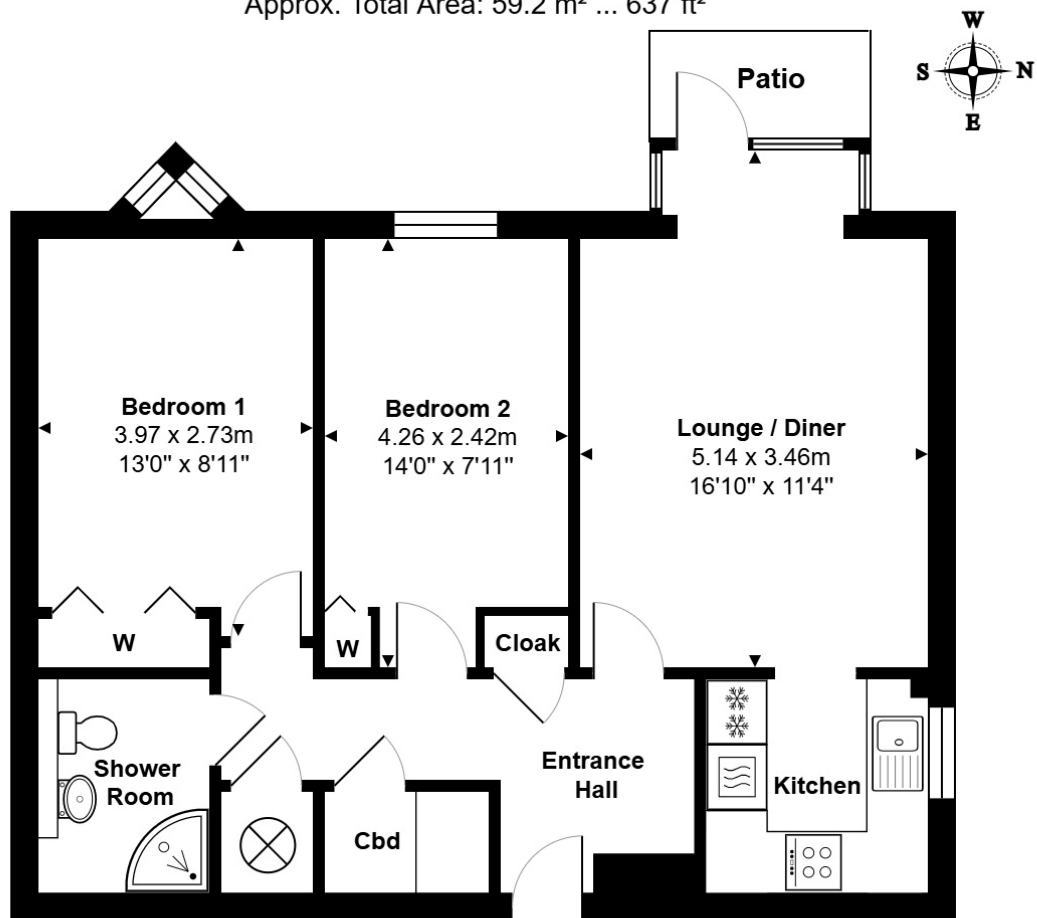 Approx. Total Area: 59.2 m² ... 637 ft²
W
S N
E
Patio
Bedroom 1
3.97 x 2.73m
13'0" x 8'11"
Bedroom 2
4.26 x 2.42m
14'0" x 7'11"
Lounge / Diner
5.14 x 3.46m
16'10" x 11'4"
W
W
Cloak
Shower
Room
Entrance
Hall
Kitchen
Cbd